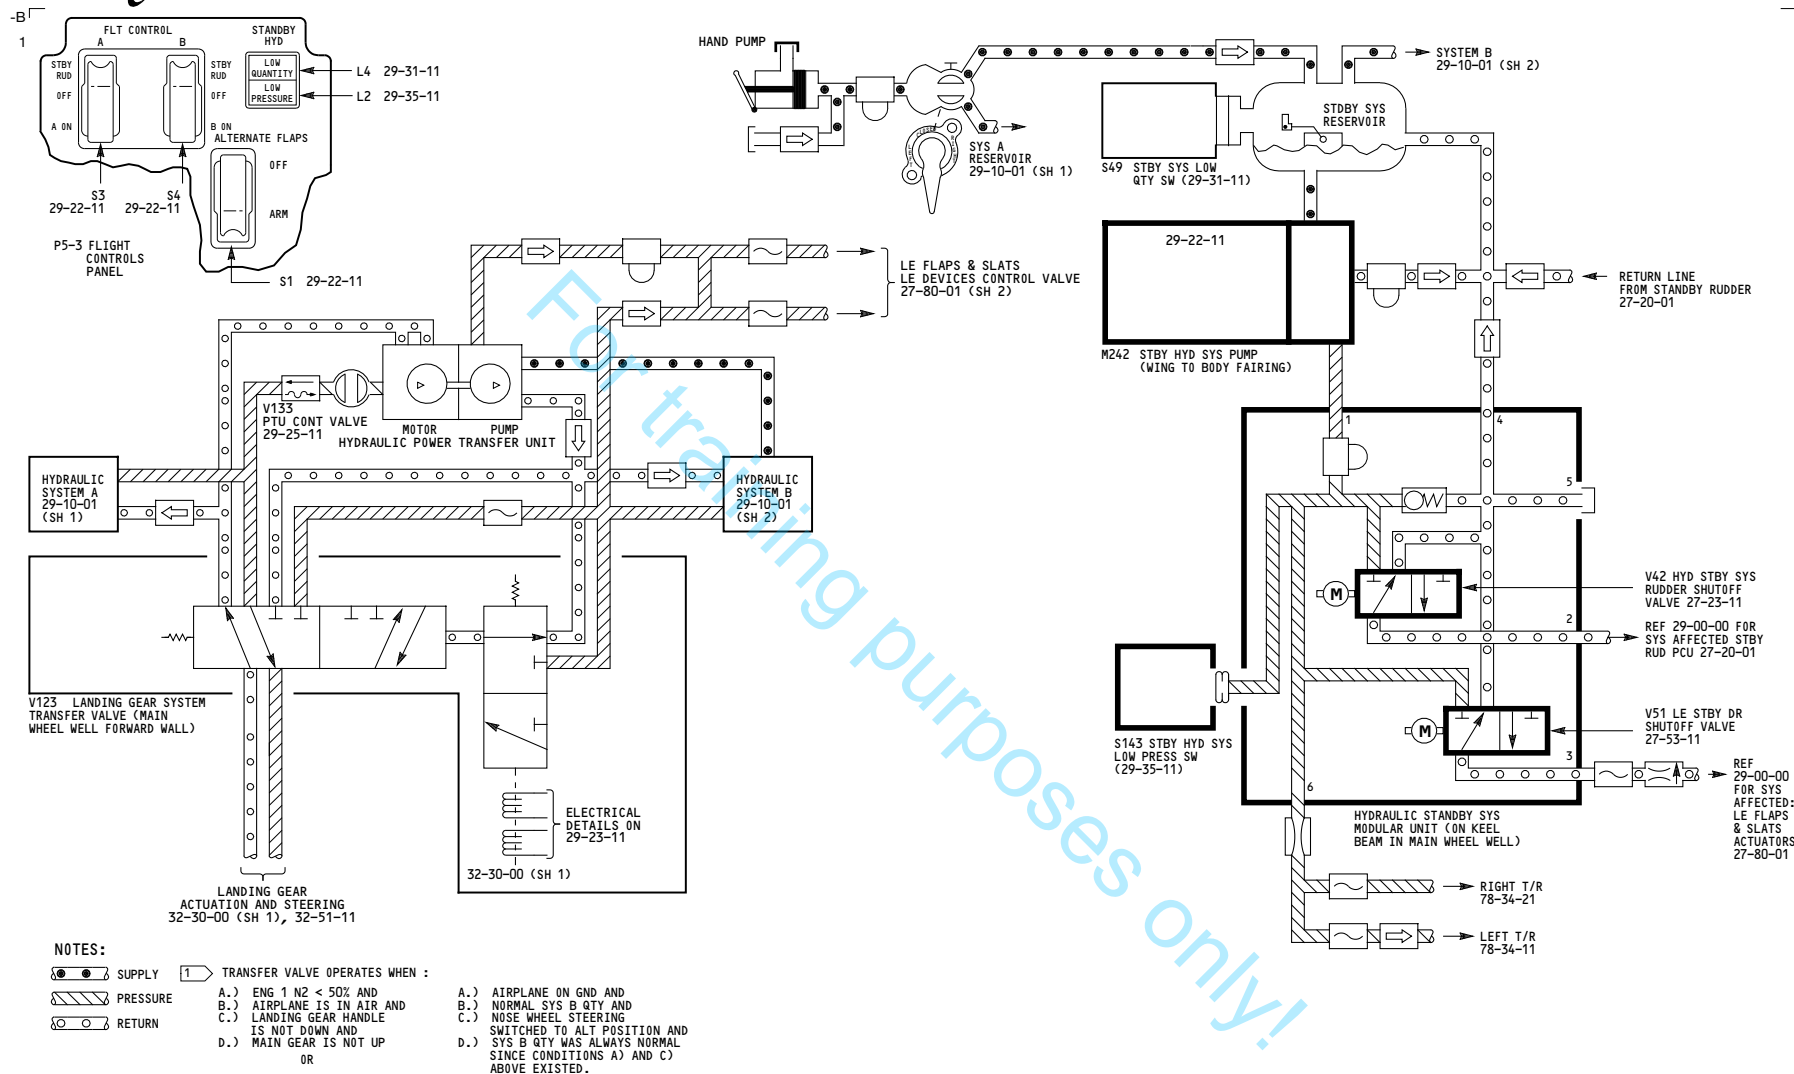 -B
1
FLT CONTROL
A
B
STANDBY
HYD
STBY
RUD
OFF
A ON
STBY
RUD
OFF
B ON
LOW
QUANTITY
LOW
PRESSURE
L4 29-31-11
L2 29-35-11
ALTERNATE FLAPS
OFF
ARM
S3
29-22-11
S4
29-22-11
P5-3 FLIGHT
CONTROLS
PANEL
S1 29-22-11
HAND PUMP
CLOSE
SYS A
RESERVOIR
29-10-01 (SH 1)
SYSTEM B
29-10-01 (SH 2)
STDBY SYS
RESERVOIR
S49 STBY SYS LOW
QTY SW (29-31-11)
29-22-11
M242 STBY HYD SYS PUMP
(WING TO BODY FAIRING)
RETURN LINE
FROM STANDBY RUDDER
27-20-01
LE FLAPS & SLATS
LE DEVICES CONTROL VALVE
27-80-01 (SH 2)
V133
PTU CONT VALVE
29-25-11
MOTOR
PUMP
HYDRAULIC POWER TRANSFER UNIT
HYDRAULIC
SYSTEM A
29-10-01
(SH 1)
HYDRAULIC
SYSTEM B
29-10-01
(SH 2)
V123 LANDING GEAR SYSTEM
TRANSFER VALVE (MAIN
WHEEL WELL FORWARD WALL)
ELECTRICAL
DETAILS ON
29-23-11
32-30-00 (SH 1)
LANDING GEAR
ACTUATION AND STEERING
32-30-00 (SH 1), 32-51-11
1
4
5
M
V42 HYD STBY SYS
RUDDER SHUTOFF
VALVE 27-23-11
2
REF 29-00-00 FOR
SYS AFFECTED STBY
RUD PCU 27-20-01
M
V51 LE STBY DR
SHUTOFF VALVE
27-53-11
3
REF
29-00-00
FOR SYS
AFFECTED:
LE FLAPS
& SLATS
ACTUATORS
27-80-01
S143 STBY HYD SYS
LOW PRESS SW
(29-35-11)
6
HYDRAULIC STANDBY SYS
MODULAR UNIT (ON KEEL
BEAM IN MAIN WHEEL WELL)
RIGHT T/R
78-34-21
LEFT T/R
78-34-11
NOTES:
SUPPLY
PRESSURE
RETURN
1 TRANSFER VALVE OPERATES WHEN :
A.) ENG 1 N2 < 50% AND
B.) AIRPLANE IS IN AIR AND
C.) LANDING GEAR HANDLE
IS NOT DOWN AND
D.) MAIN GEAR IS NOT UP
OR
A.) AIRPLANE ON GND AND
B.) NORMAL SYS B QTY AND
C.) NOSE WHEEL STEERING
SWITCHED TO ALT POSITION AND
D.) SYS B QTY WAS ALWAYS NORMAL
SINCE CONDITIONS A) AND C)
ABOVE EXISTED.
For training purposes only!